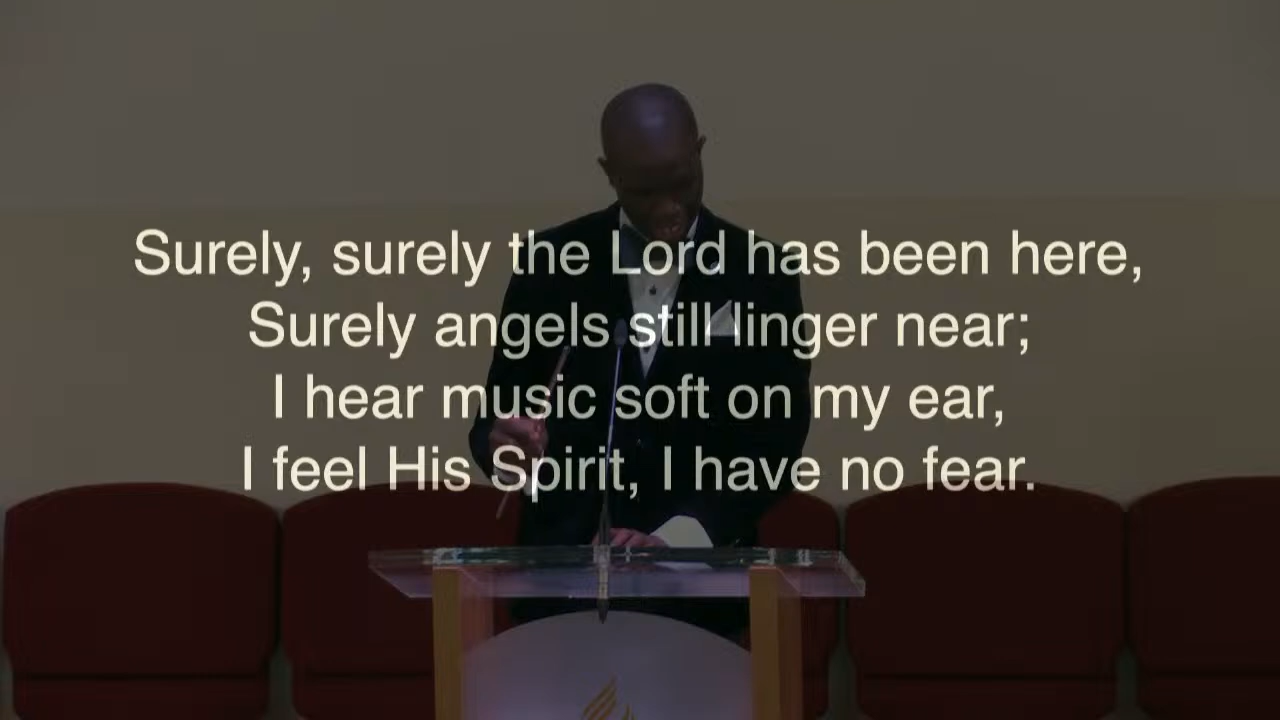 Surely, surely the Lord has been here,
Surely angels still linger near;
I hear music soft on my ear,
I feel His Spirit, I have no fear.